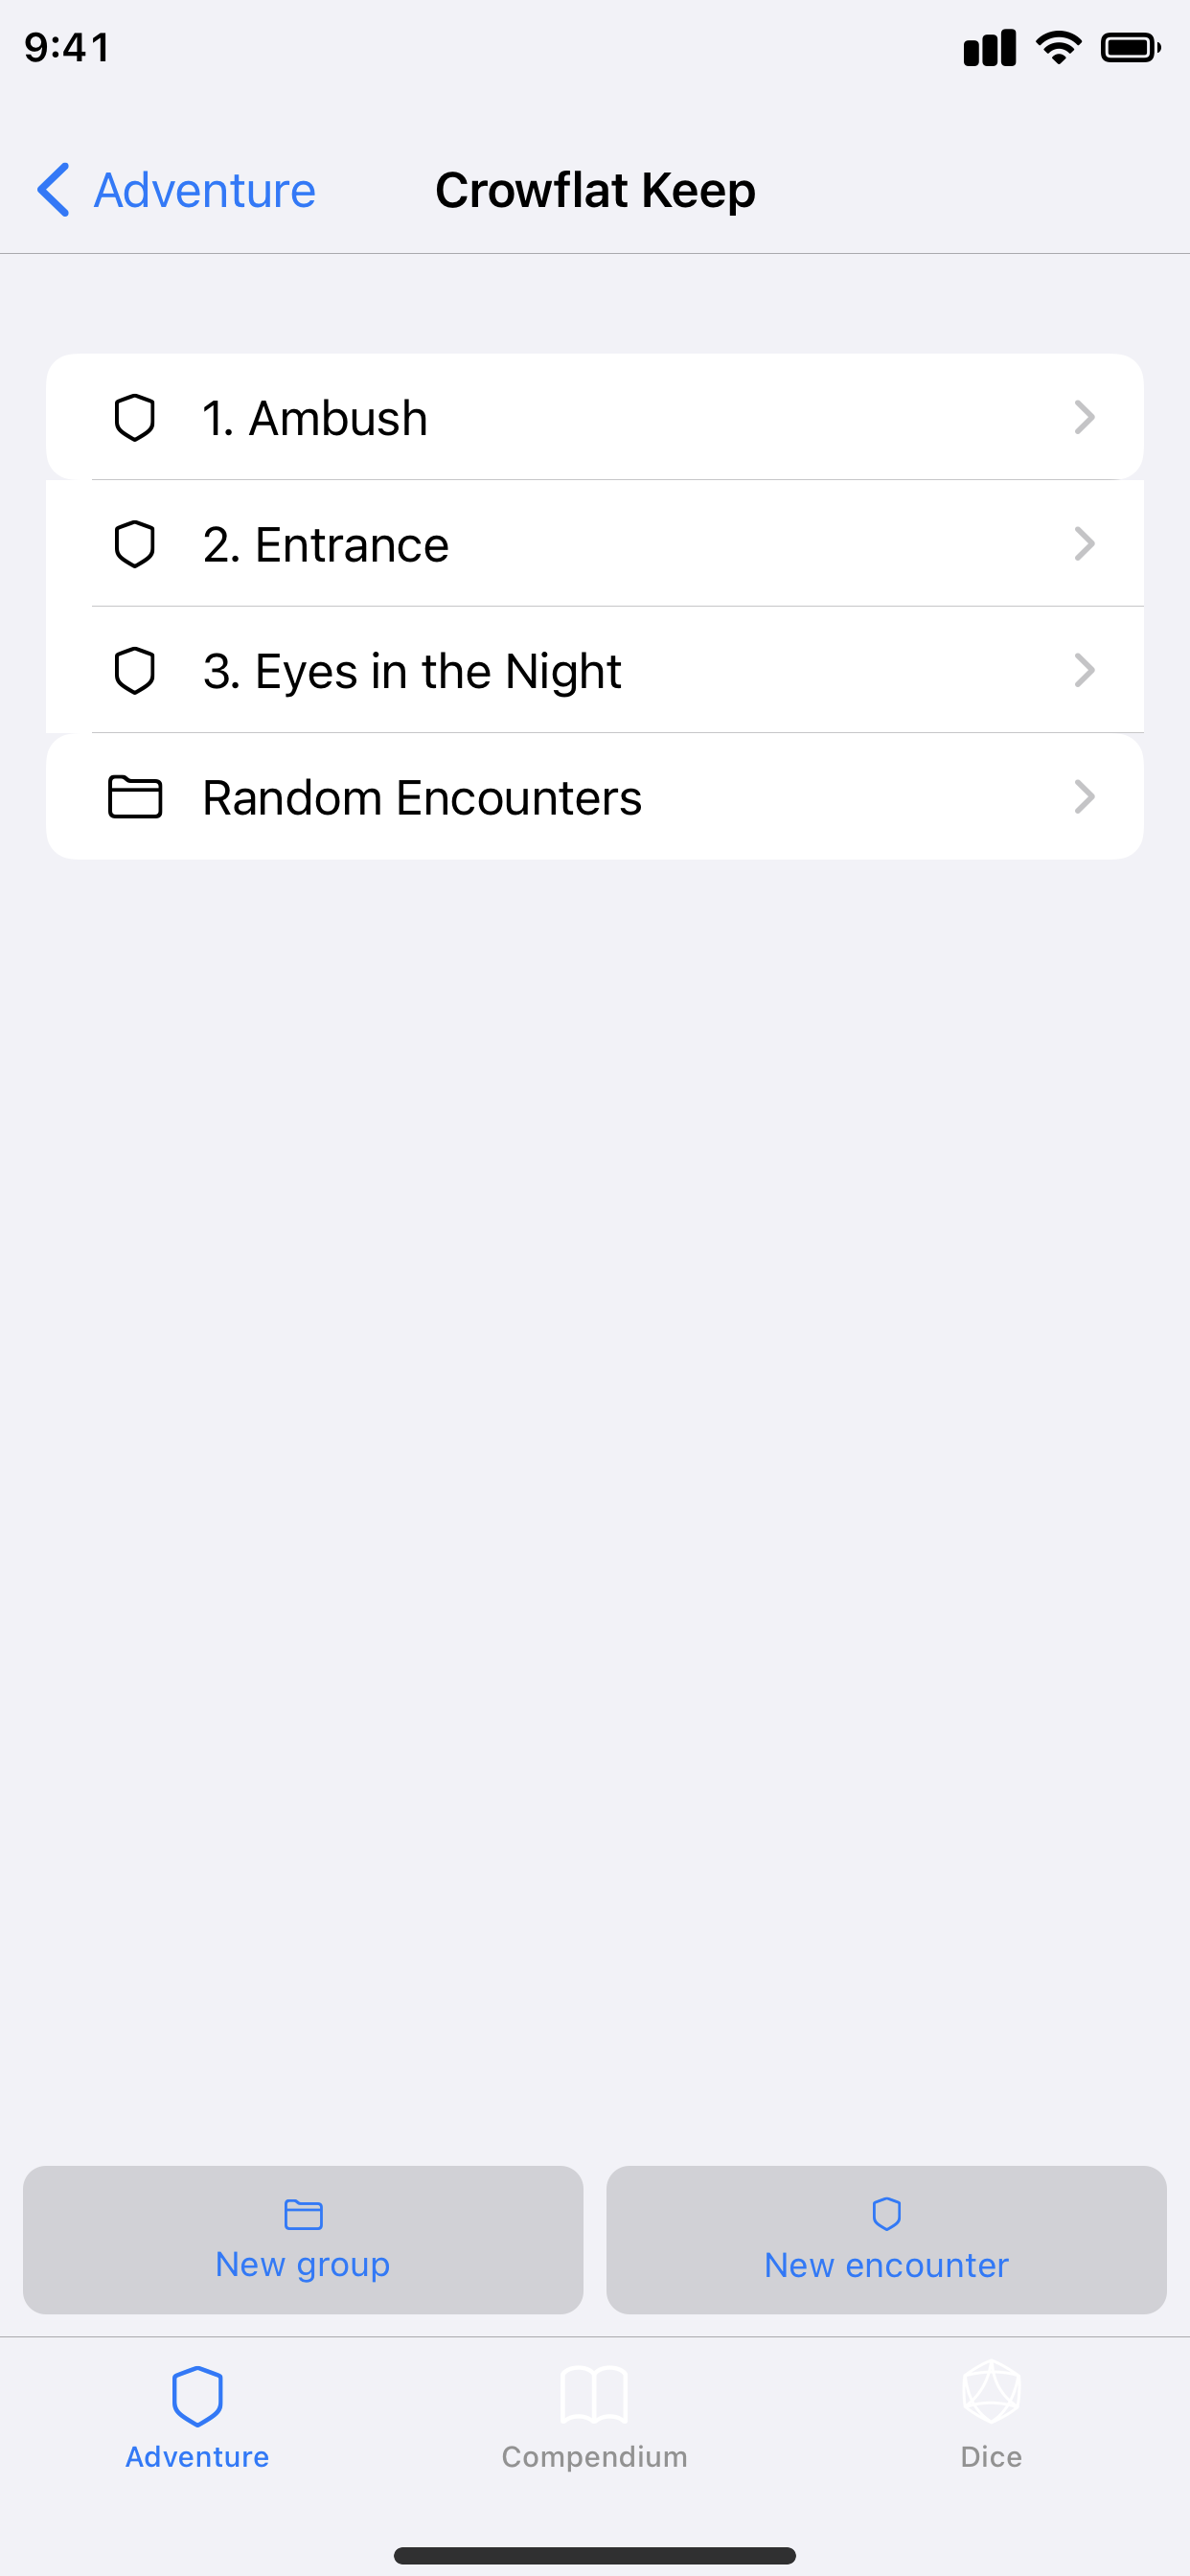 9:41
Adventure
Crowflat Keep
1. Ambush
2. Entrance
3. Eyes in the Night
Random Encounters
New group
New encounter
Adventure
Compendium
Dice